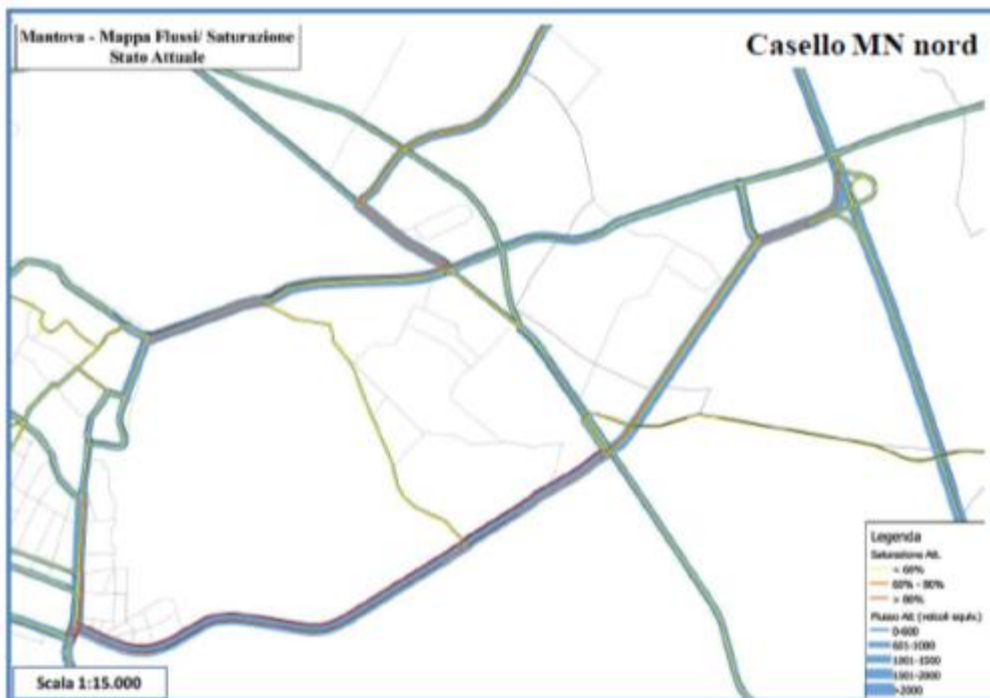 Mantova - Mappa Flussi/ Saturazione
Stato Attuale
Casello MN nord
Legenda
Saturazione Att.
< 60%
60% - 80%
> 80%
Flusso Att. (veicoli equiv.)
0-600
601-1000
1001-1500
1501-2000
>2000
Scala 1:15.000